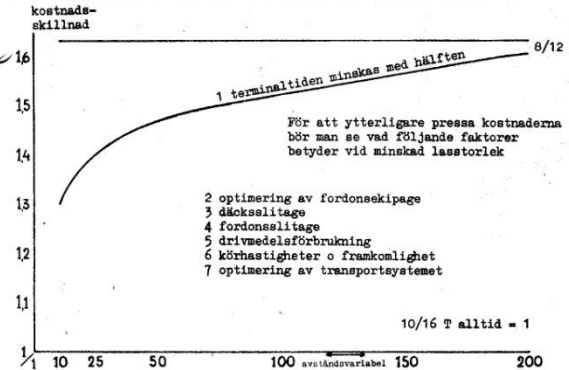 kostnads-
skillnad
1,6
8/12
1 terminaltiden minskas med hälften
1,5
För att ytterligare pressa kostnaderna
bör man se vad följande faktorer
betyder vid minskad lasstorlek
1,4
1,3
2 optimering av fordonsekipage
3 däcksslitage
4 fordonsslitage
5 drivmedelsförbrukning
6 körhastigheter o framkomlighet
7 optimering av transportsystemet
1,2
1,1
10/16 T alltid = 1
1
1 10 25 50 100 avståndsvariabel 150 200